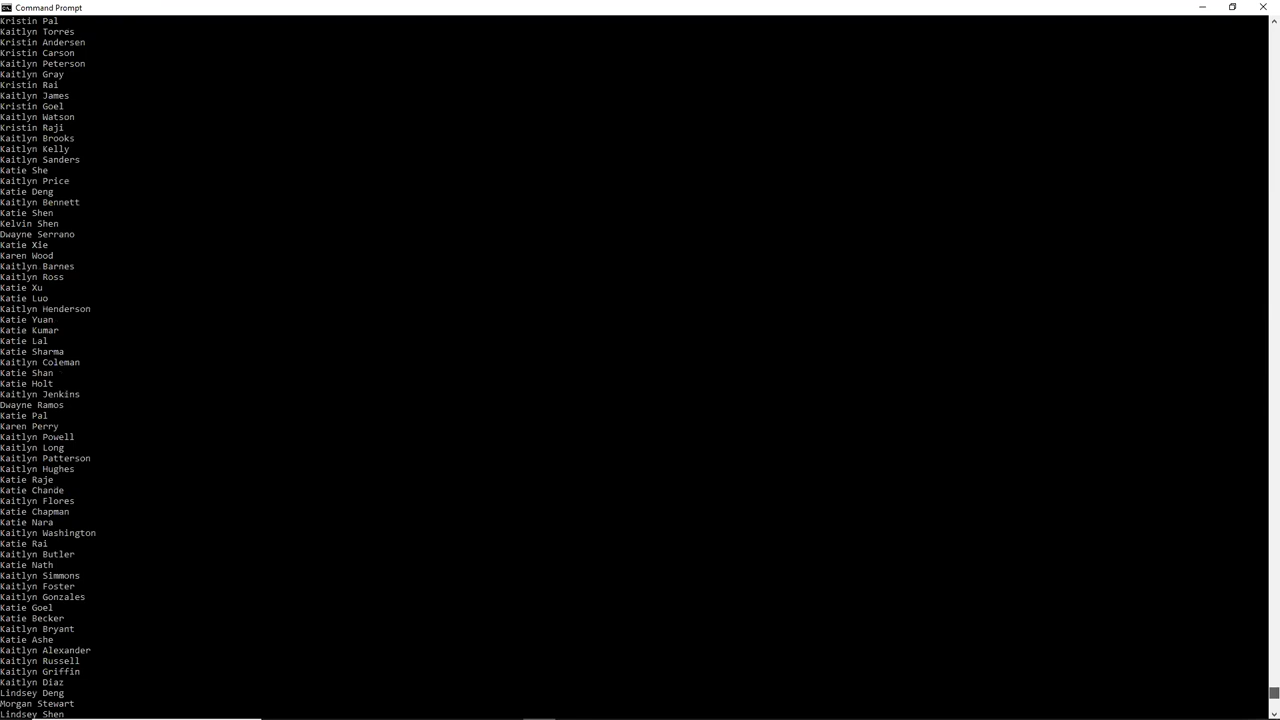 Command Prompt
Kristin Pal
Kaitlyn Torres
Kristin Andersen
Kristin Carson
Kaitlyn Peterson
Kaitlyn Gray
Kristin Rai
Kaitlyn James
Kristin Goel
Kaitlyn Watson
Kristin Raji
Kaitlyn Brooks
Kaitlyn Kelly
Kaitlyn Sanders
Katie She
Kaitlyn Price
Katie Deng
Kaitlyn Bennett
Katie Shen
Kelvin Shen
Dwayne Serrano
Katie Xie
Karen Wood
Kaitlyn Barnes
Kaitlyn Ross
Katie Xu
Katie Luo
Kaitlyn Henderson
Katie Yuan
Katie Kumar
Katie Lal
Katie Sharma
Kaitlyn Coleman
Katie Shan
Katie Holt
Kaitlyn Jenkins
Dwayne Ramos
Katie Pal
Karen Perry
Kaitlyn Powell
Kaitlyn Long
Kaitlyn Patterson
Kaitlyn Hughes
Katie Raje
Katie Chande
Kaitlyn Flores
Katie Chapman
Katie Nara
Kaitlyn Washington
Katie Rai
Kaitlyn Butler
Katie Nath
Kaitlyn Simmons
Kaitlyn Foster
Kaitlyn Gonzales
Katie Goel
Katie Becker
Kaitlyn Bryant
Katie Ashe
Kaitlyn Alexander
Kaitlyn Russell
Kaitlyn Griffin
Kaitlyn Diaz
Lindsey Deng
Morgan Stewart
Lindsey Shen